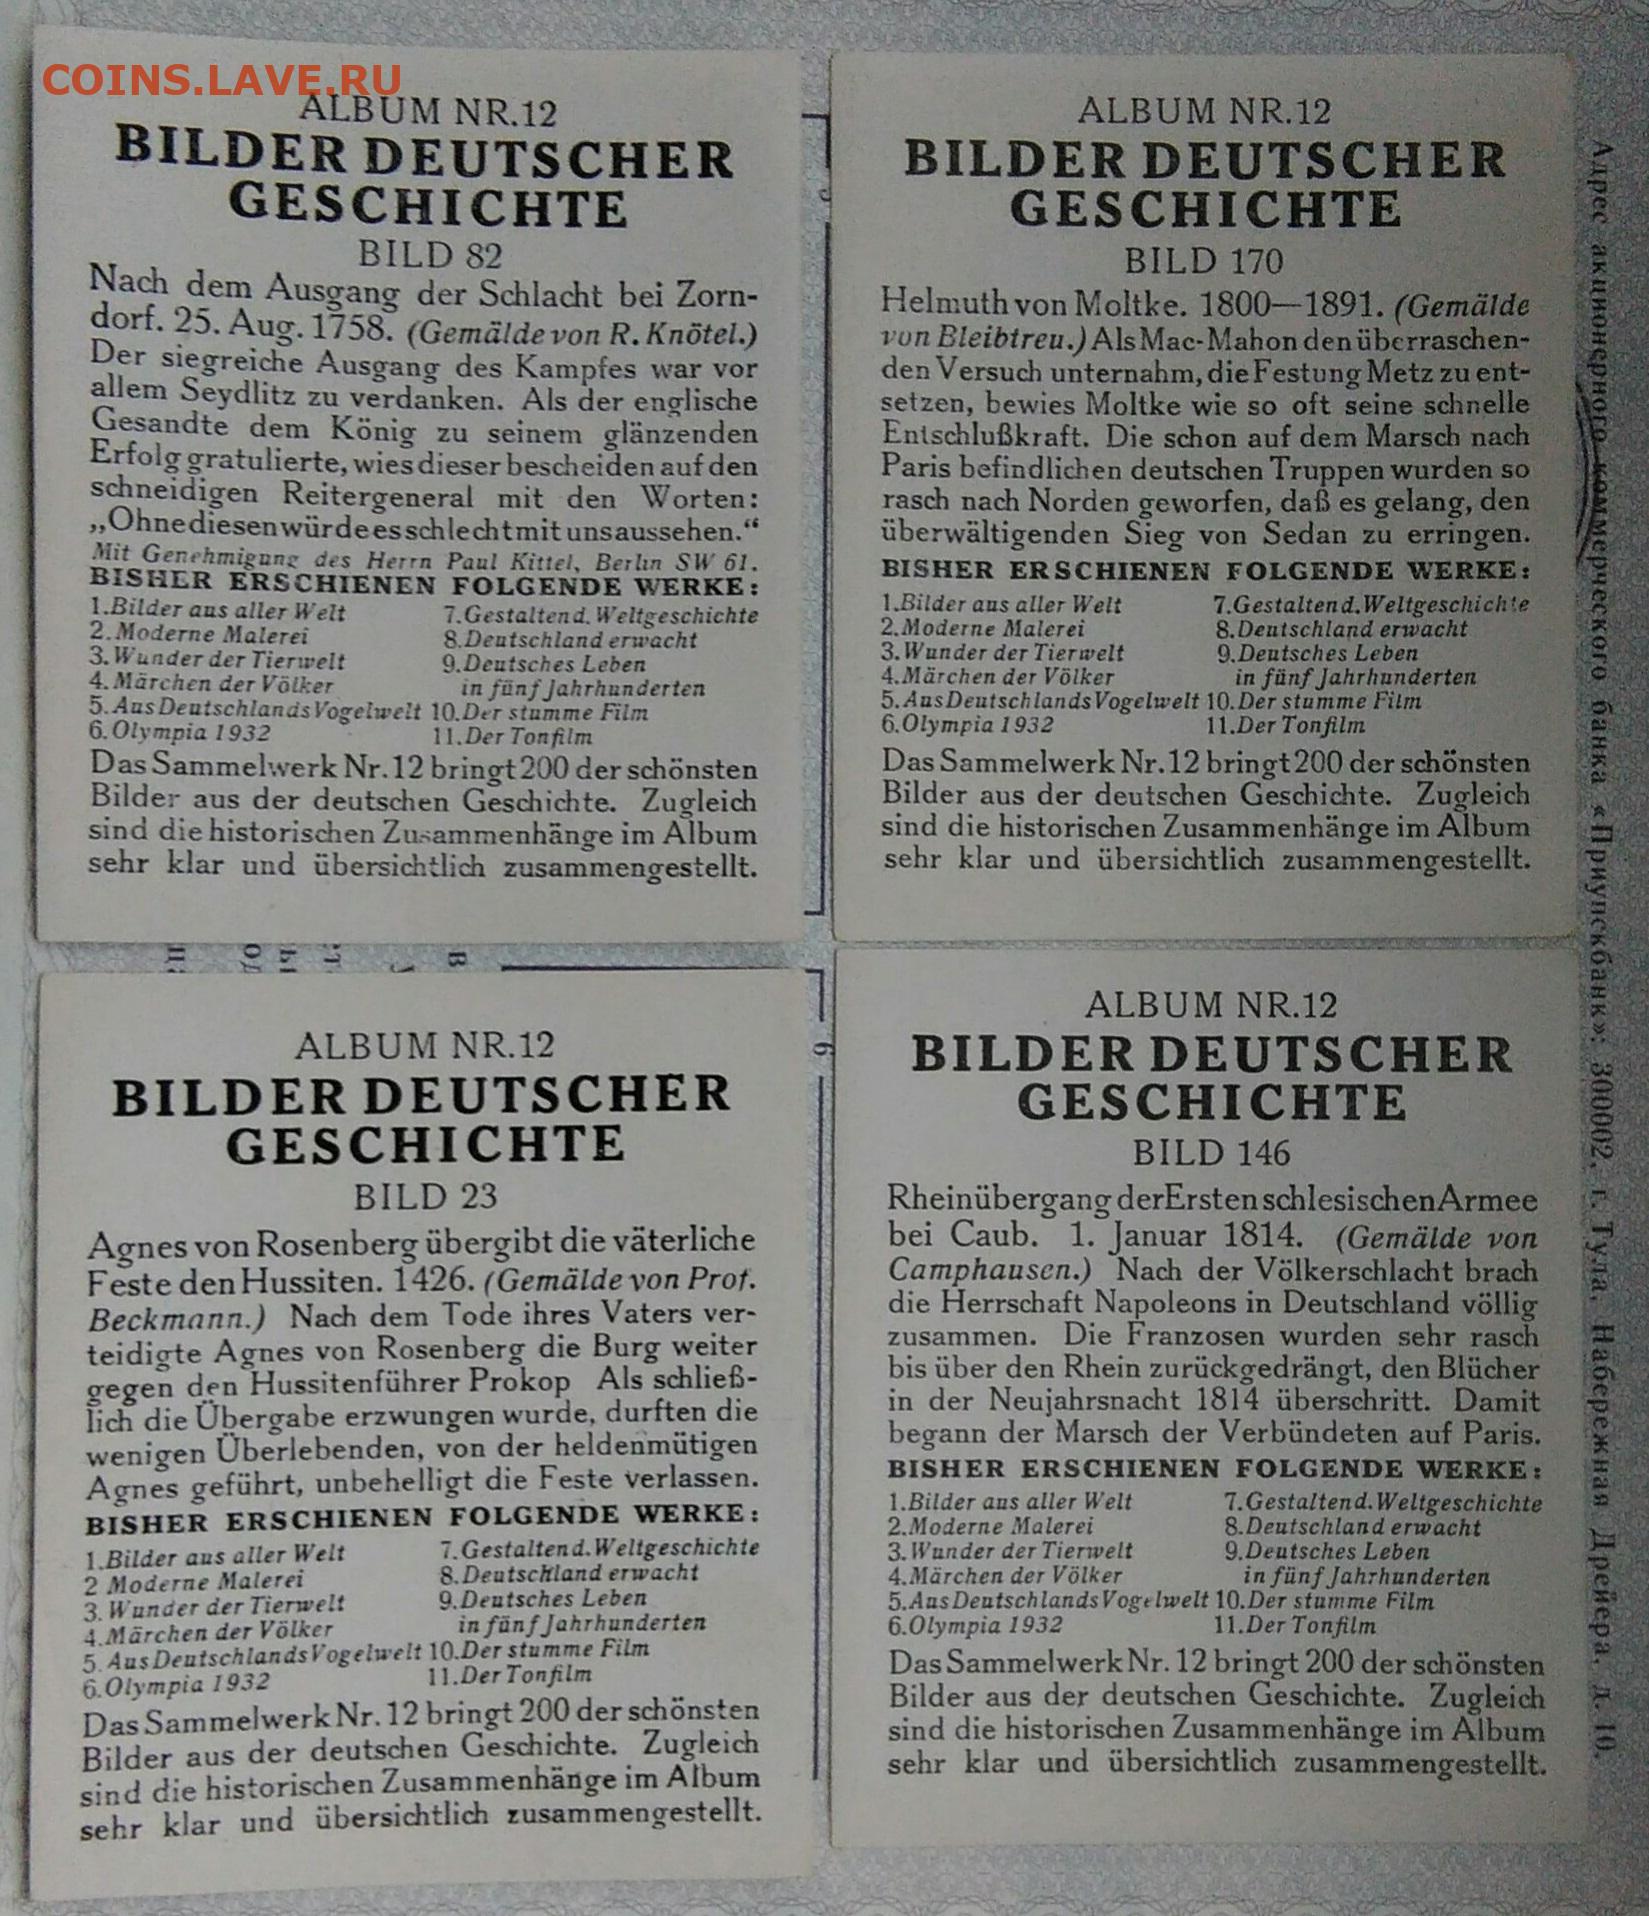 COINS.LAVE.RU
ALBUM NR.12
BILDER DEUTSCHER
GESCHICHTE
BILD 82
Nach dem Ausgang der Schlacht bei Zorn-
dorf. 25. Aug. 1758. (Gemälde von R. Knötel.)
Der siegreiche Ausgang des Kampfes war vor
allem Seydlitz zu verdanken. Als der englische
Gesandte dem König zu seinem glänzenden
Erfolg gratulierte, wies dieser bescheiden auf den
schneidigen Reitergeneral mit den Worten:
„Ohne diesen würde es schlecht mit uns aussehen.“
Mit Genehmigung des Herrn Paul Kittel, Berlin SW 61.
BISHER ERSCHIENEN FOLGENDE WERKE:
1.Bilder aus aller Welt 7.Gestaltend.Weltgeschichte
2.Moderne Malerei 8.Deutschland erwacht
3.Wunder der Tierwelt 9.Deutsches Leben
4.Märchen der Völker in fünf Jahrhunderten
5.Aus Deutschlands Vogelwelt 10.Der stumme Film
6.Olympia 1932 11.Der Tonfilm
Das Sammelwerk Nr.12 bringt 200 der schönsten
Bilder aus der deutschen Geschichte. Zugleich
sind die historischen Zusammenhänge im Album
sehr klar und übersichtlich zusammengestellt.
ALBUM NR.12
BILDER DEUTSCHER
GESCHICHTE
BILD 170
Helmuth von Moltke. 1800—1891. (Gemälde
von Bleibtreu.) Als Mac-Mahon den überraschen-
den Versuch unternahm, die Festung Metz zu ent-
setzen, bewies Moltke wie so oft seine schnelle
Entschlußkraft. Die schon auf dem Marsch nach
Paris befindlichen deutschen Truppen wurden so
rasch nach Norden geworfen, daß es gelang, den
überwältigenden Sieg von Sedan zu erringen.
BISHER ERSCHIENEN FOLGENDE WERKE:
1.Bilder aus aller Welt 7.Gestaltend.Weltgeschichte
2.Moderne Malerei 8.Deutschland erwacht
3.Wunder der Tierwelt 9.Deutsches Leben
4.Märchen der Völker in fünf Jahrhunderten
5.Aus Deutschlands Vogelwelt 10.Der stumme Film
6.Olympia 1932 11.Der Tonfilm
Das Sammelwerk Nr.12 bringt 200 der schönsten
Bilder aus der deutschen Geschichte. Zugleich
sind die historischen Zusammenhänge im Album
sehr klar und übersichtlich zusammengestellt.
ALBUM NR.12
BILDER DEUTSCHER
GESCHICHTE
BILD 23
Agnes von Rosenberg übergibt die väterliche
Feste den Hussiten. 1426. (Gemälde von Prof.
Beckmann.) Nach dem Tode ihres Vaters ver-
teidigte Agnes von Rosenberg die Burg weiter
gegen den Hussitenführer Prokop Als schließ-
lich die Übergabe erzwungen wurde, durften die
wenigen Überlebenden, von der heldenmütigen
Agnes geführt, unbehelligt die Feste verlassen.
BISHER ERSCHIENEN FOLGENDE WERKE:
1.Bilder aus aller Welt 7.Gestaltend.Weltgeschichte
2 Moderne Malerei 8.Deutschland erwacht
3.Wunder der Tierwelt 9.Deutsches Leben
4.Märchen der Völker in fünf Jahrhunderten
5.Aus Deutschlands Vogelwelt 10.Der stumme Film
6.Olympia 1932 11.Der Tonfilm
Das Sammelwerk Nr.12 bringt 200 der schönsten
Bilder aus der deutschen Geschichte. Zugleich
sind die historischen Zusammenhänge im Album
sehr klar und übersichtlich zusammengestellt.
ALBUM NR.12
BILDER DEUTSCHER
GESCHICHTE
BILD 146
Rheinübergang der Ersten schlesischen Armee
bei Caub. 1. Januar 1814. (Gemälde von
Camphausen.) Nach der Völkerschlacht brach
die Herrschaft Napoleons in Deutschland völlig
zusammen. Die Franzosen wurden sehr rasch
bis über den Rhein zurückgedrängt, den Blücher
in der Neujahrsnacht 1814 überschritt. Damit
begann der Marsch der Verbündeten auf Paris.
BISHER ERSCHIENEN FOLGENDE WERKE:
1.Bilder aus aller Welt 7.Gestaltend.Weltgeschichte
2.Moderne Malerei 8.Deutschland erwacht
3.Wunder der Tierwelt 9.Deutsches Leben
4.Märchen der Völker in fünf Jahrhunderten
5.Aus Deutschlands Vogelwelt 10.Der stumme Film
6.Olympia 1932 11.Der Tonfilm
Das Sammelwerk Nr. 12 bringt 200 der schönsten
Bilder aus der deutschen Geschichte. Zugleich
sind die historischen Zusammenhänge im Album
sehr klar und übersichtlich zusammengestellt.
Адрес акционерного коммерческого банка «Приупскбанк»: 300002, г. Тула, Набережная Дрейера, д. 10.